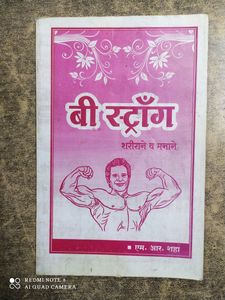 बी स्ट्राँग
शरीराने व मनाने
• एम. आर. शहा
REDMI NOTE 8
AI QUAD CAMERA